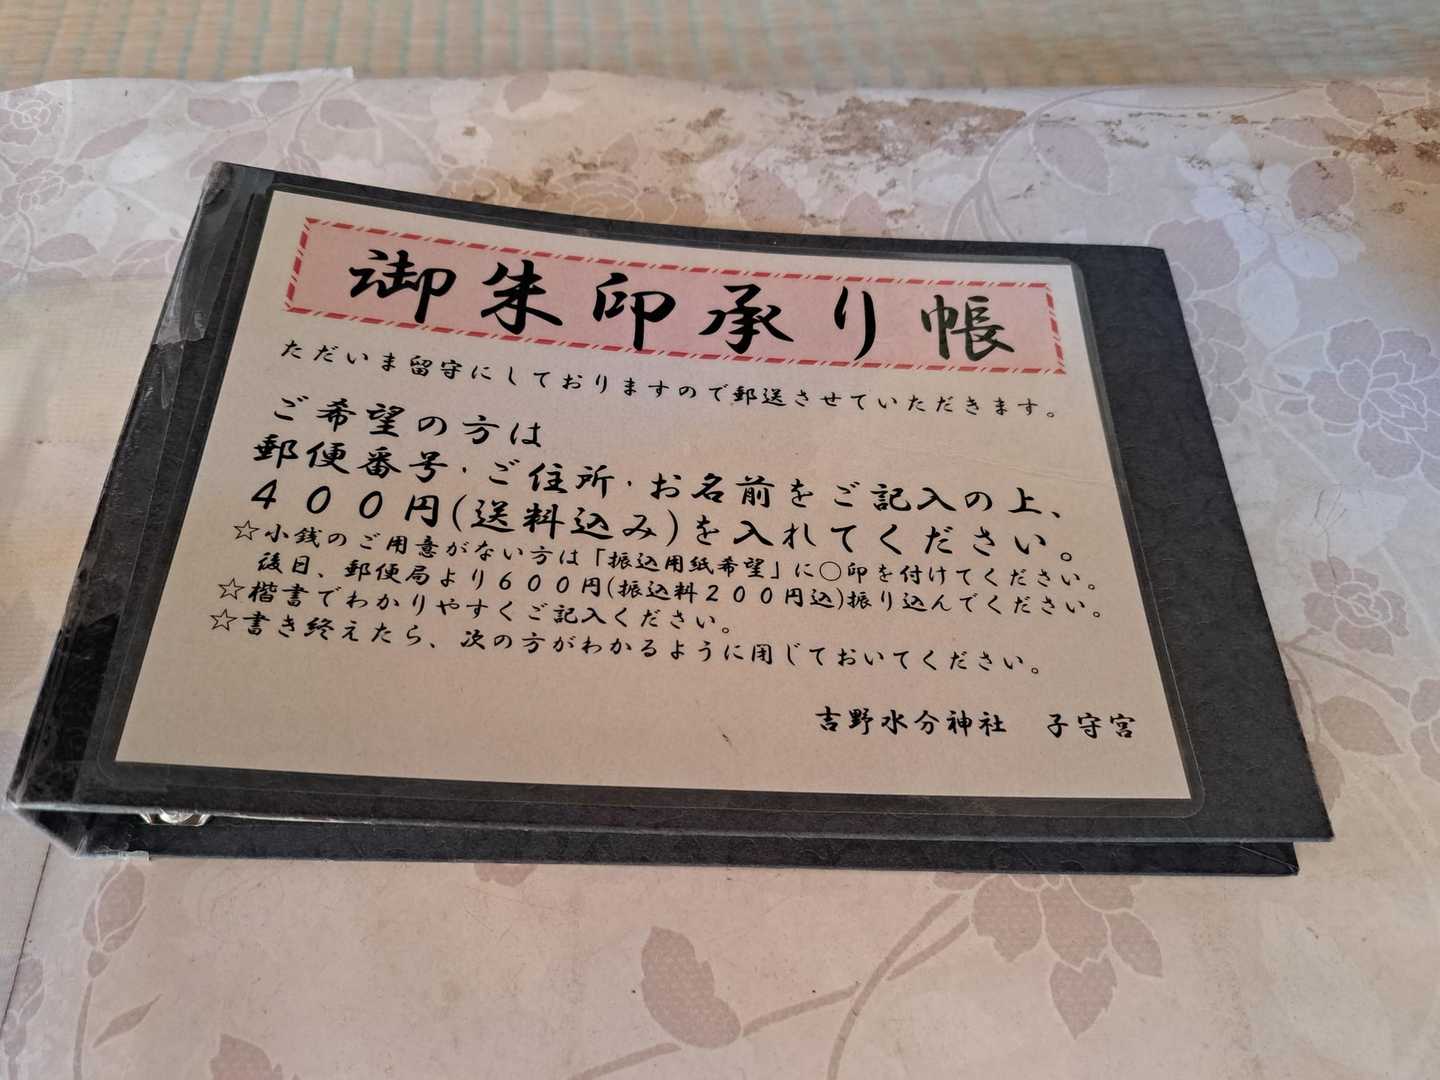 御朱印承り帳
ただいま留守にしておりますので郵送させていただきます。
ご希望の方は
郵便番号・ご住所・お名前をご記入の上、
４００円(送料込み)を入れてください。
☆小銭のご用意がない方は「振込用紙希望」に○印を付けてください。
後日、郵便局より６００円(振込料２００円込)振り込んでください。
☆楷書でわかりやすくご記入ください。
☆書き終えたら、次の方がわかるように閉じておいてください。
吉野水分神社　子守宮